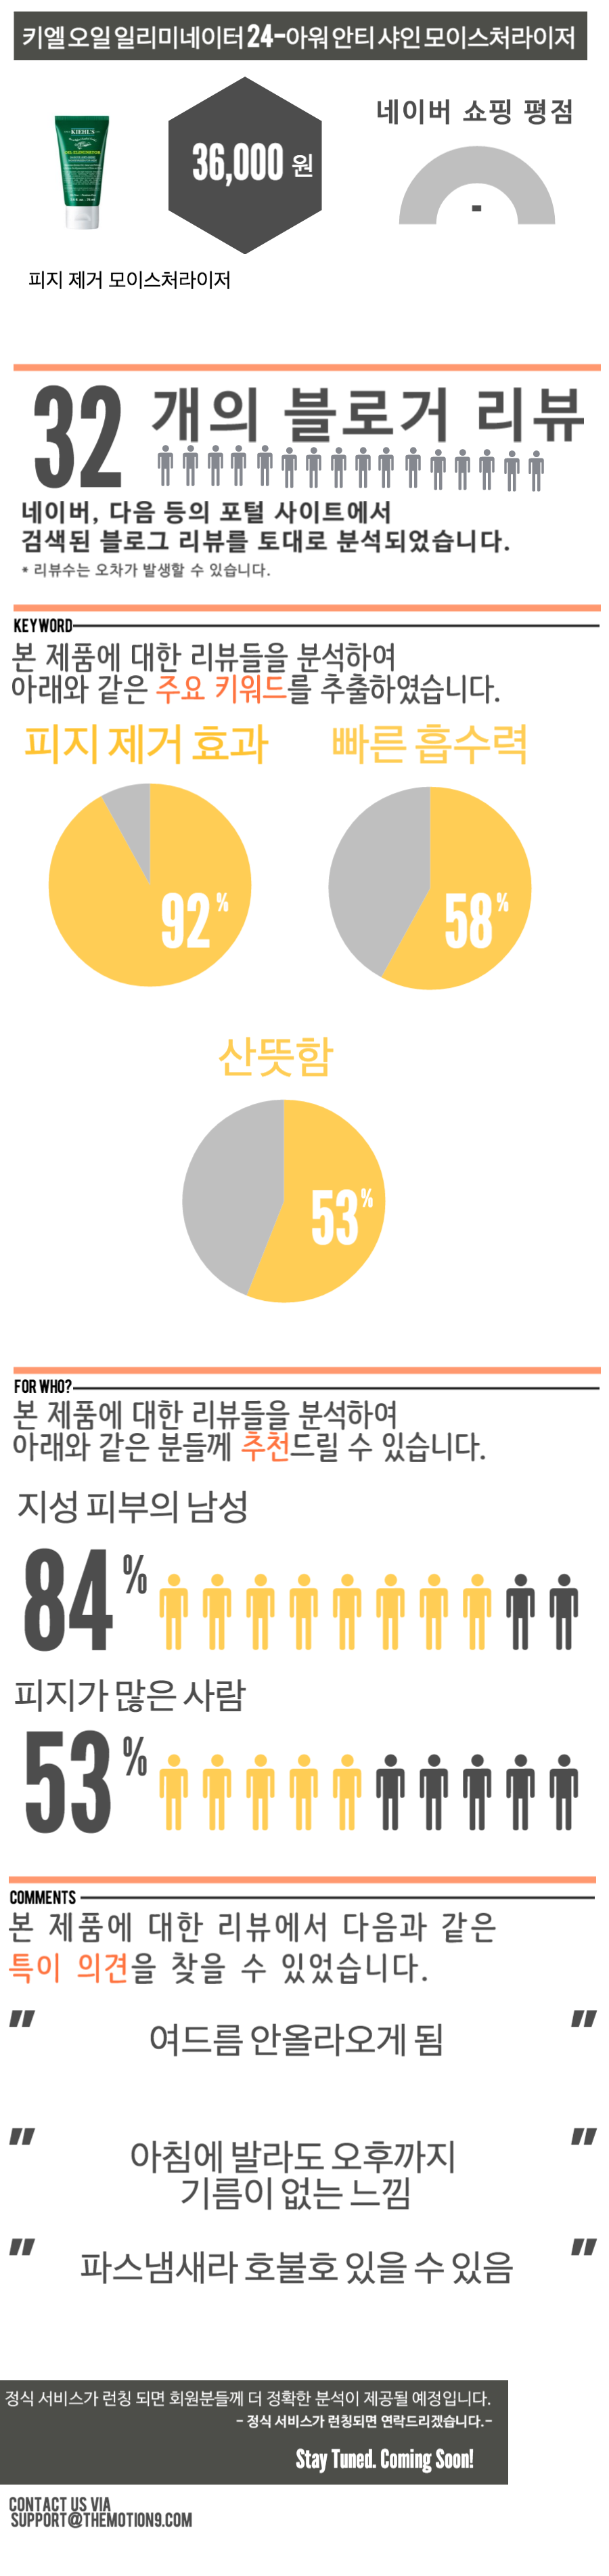 키엘 오일 일리미네이터 24-아워 안티 샤인 모이스처라이저
네이버 쇼핑 평점
KIEHL'S
36,000 원
-
피지 제거 모이스처라이저
32 개의 블로거 리뷰
네이버, 다음 등의 포털 사이트에서
검색된 블로그 리뷰를 토대로 분석되었습니다.
* 리뷰수는 오차가 발생할 수 있습니다.
KEYWORD
본 제품에 대한 리뷰들을 분석하여
아래와 같은 주요 키워드를 추출하였습니다.
피지 제거 효과
빠른 흡수력
92%
58%
산뜻함
53%
FOR WHO?
본 제품에 대한 리뷰들을 분석하여
아래와 같은 분들께 추천드릴 수 있습니다.
지성 피부의 남성
84%
피지가 많은 사람
53%
COMMENTS
본 제품에 대한 리뷰에서 다음과 같은
특이 의견을 찾을 수 있었습니다.
" 여드름 안올라오게 됨 "
" 아침에 발라도 오후까지 "
기름이 없는 느낌
" 파스냄새라 호불호 있을 수 있음 "
정식 서비스가 런칭 되면 회원분들께 더 정확한 분석이 제공될 예정입니다.
- 정식 서비스가 런칭되면 연락드리겠습니다.-
Stay Tuned. Coming Soon!
CONTACT US VIA
SUPPORT@THEMOTION9.COM